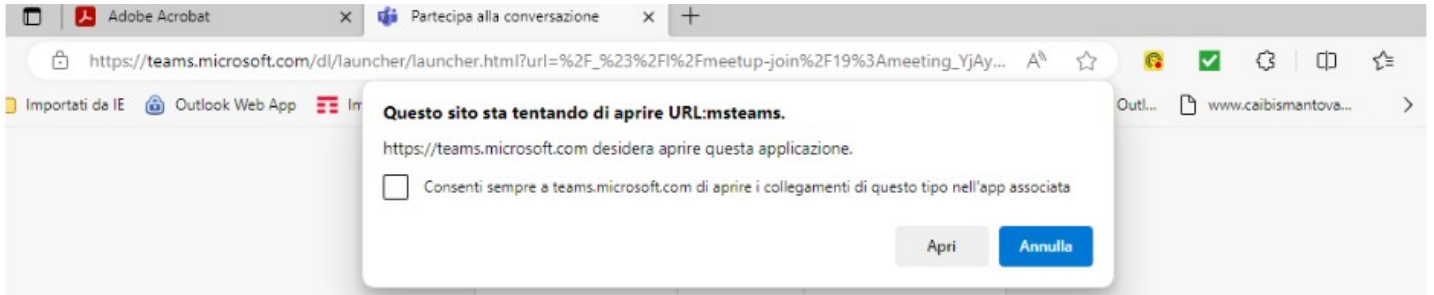 Adobe Acrobat
Partecipa alla conversazione
https://teams.microsoft.com/dl/launcher/launcher.html?url=%2F_%23%2Fl%2Fmeetup-join%2F19%3Ameeting_YjAy...
Importati da IE
Outlook Web App
Im
Outl...
www.caibismantova...
Questo sito sta tentando di aprire URL:msteams.
https://teams.microsoft.com desidera aprire questa applicazione.
Consenti sempre a teams.microsoft.com di aprire i collegamenti di questo tipo nell'app associata
Apri
Annulla